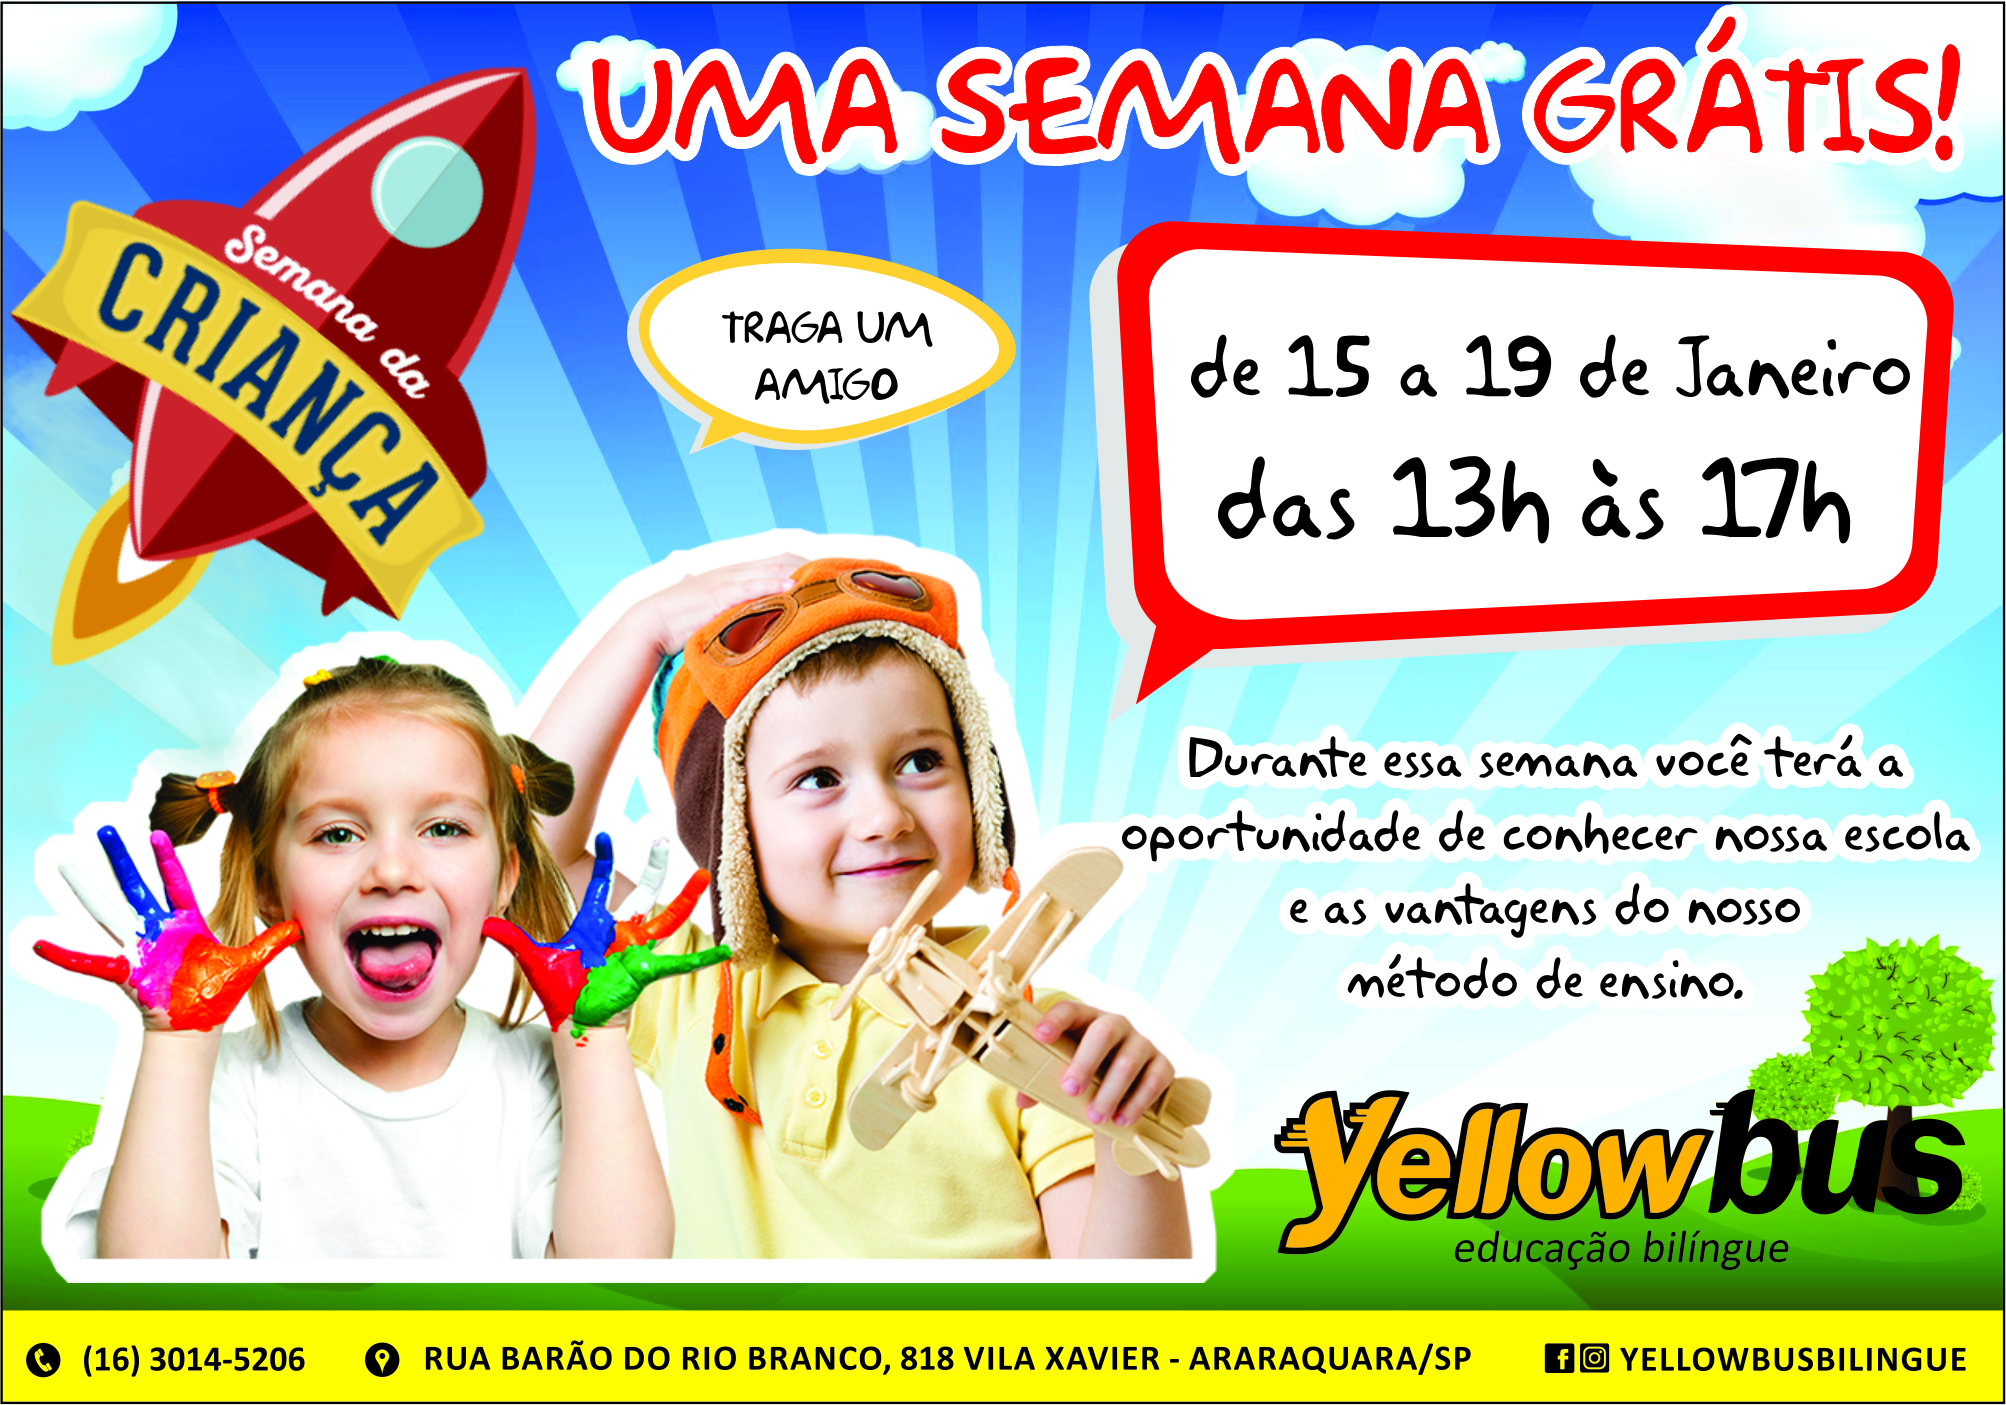 UMA SEMANA GRÁTIS!
Semana da
CRIANÇA
TRAGA UM
AMIGO
de 15 a 19 de Janeiro
das 13h às 17h
Durante essa semana você terá a
oportunidade de conhecer nossa escola
e as vantagens do nosso
método de ensino.
yellowbus
educação bilíngue
(16) 3014-5206
RUA BARÃO DO RIO BRANCO, 818 VILA XAVIER - ARARAQUARA/SP
YELLOWBUSBILINGUE